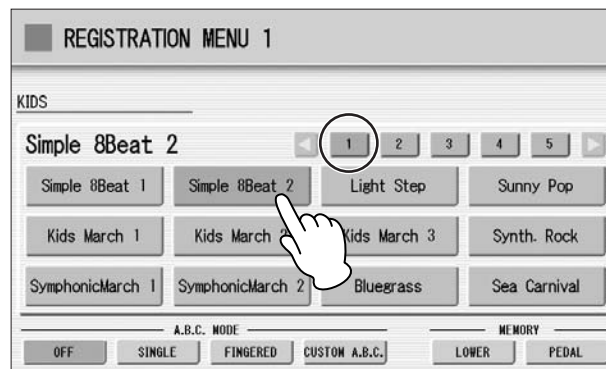 REGISTRATION MENU 1
KIDS
Simple 8Beat 2 1 2 3 4 5
Simple 8Beat 1 Simple 8Beat 2 Light Step Sunny Pop
Kids March 1 Kids March Kids March 3 Synth. Rock
SymphonicMarch 1 SymphonicMarch 2 Bluegrass Sea Carnival
A.B.C. MODE MEMORY
OFF SINGLE FINGERED CUSTOM A.B.C. LOWER PEDAL